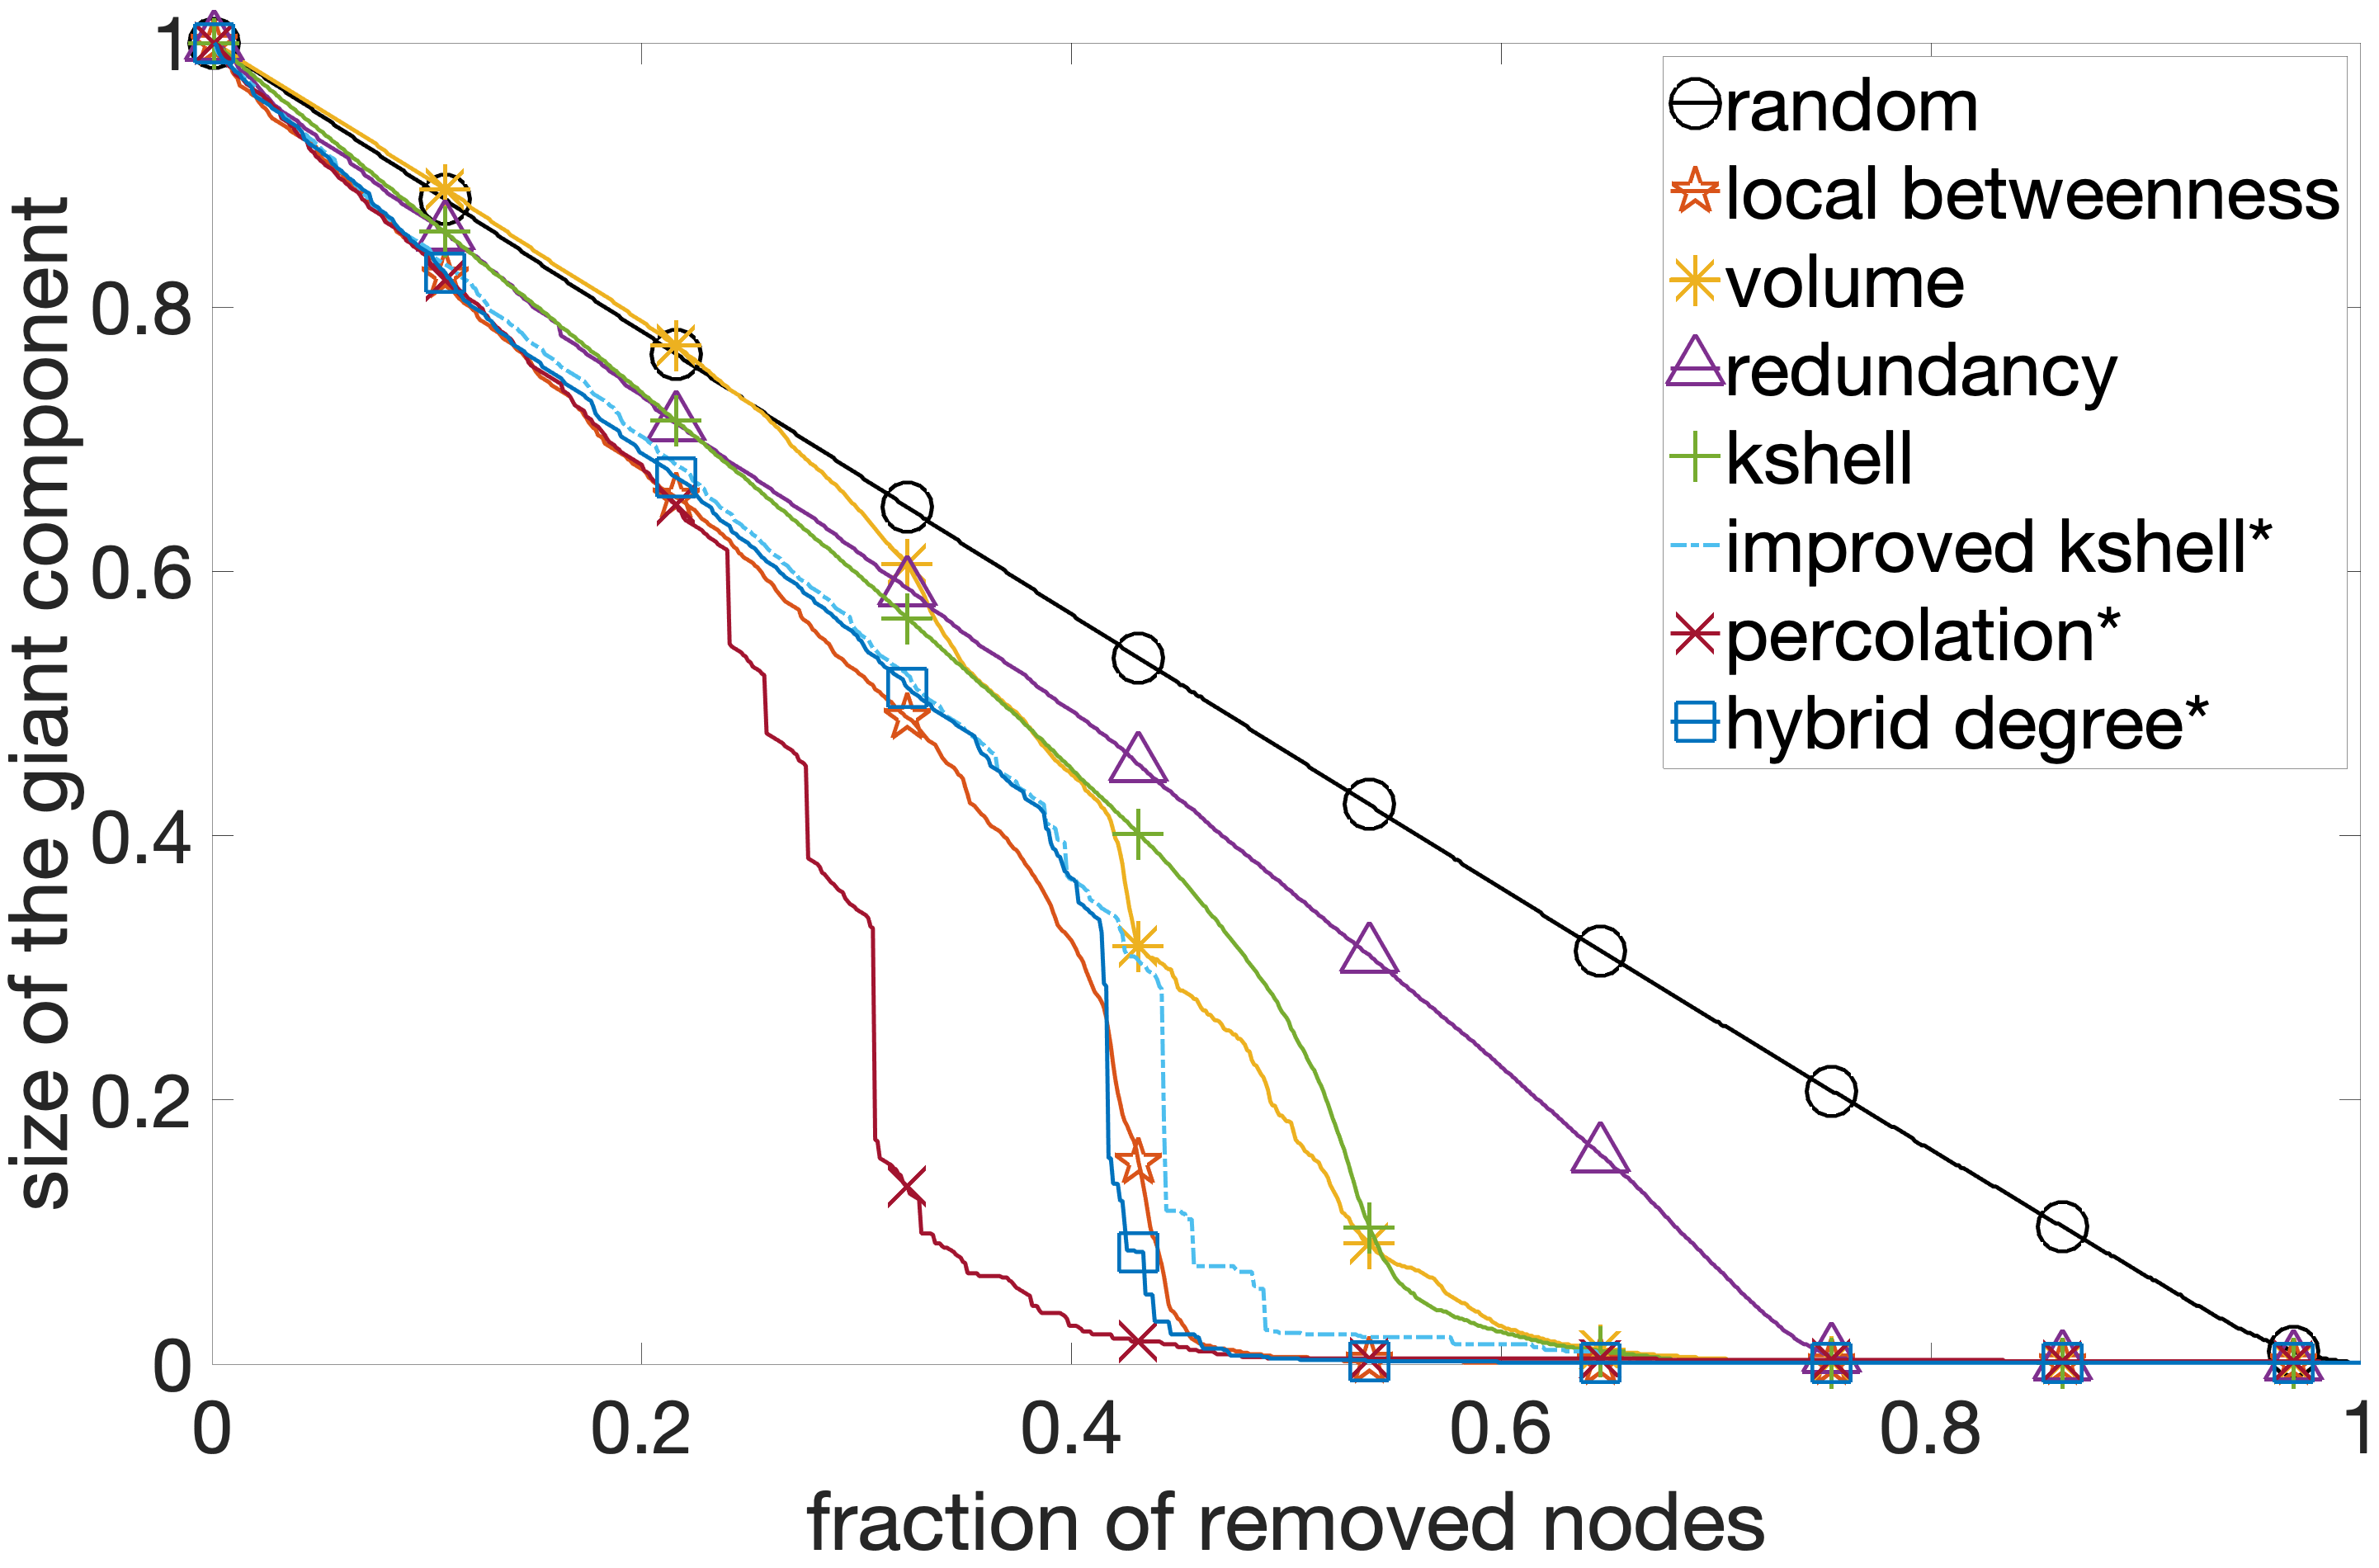 size of the giant component
1
0.8
0.6
0.4
0.2
0
0 0.2 0.4 0.6 0.8 1
fraction of removed nodes
random
local betweenness
volume
redundancy
kshell
improved kshell*
percolation*
hybrid degree*